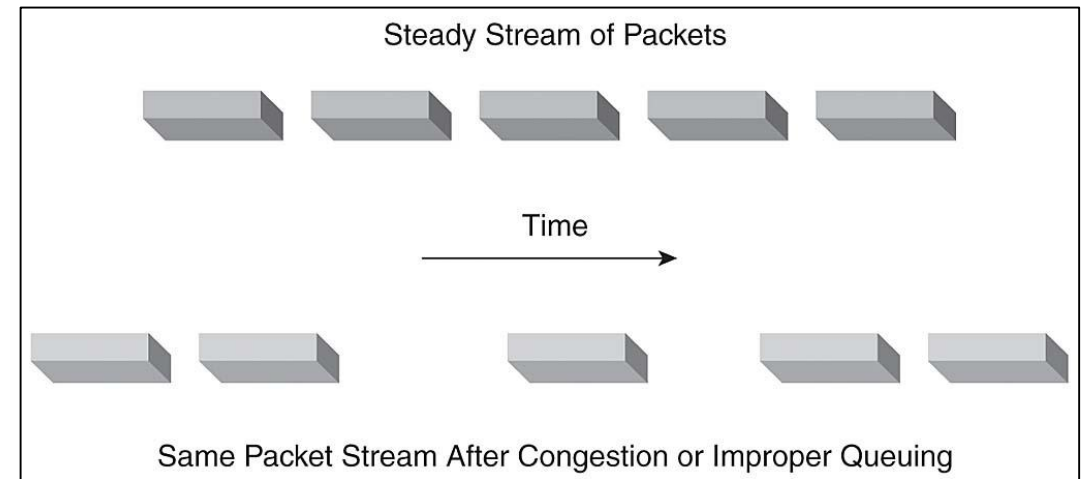 Steady Stream of Packets
Time
Same Packet Stream After Congestion or Improper Queuing